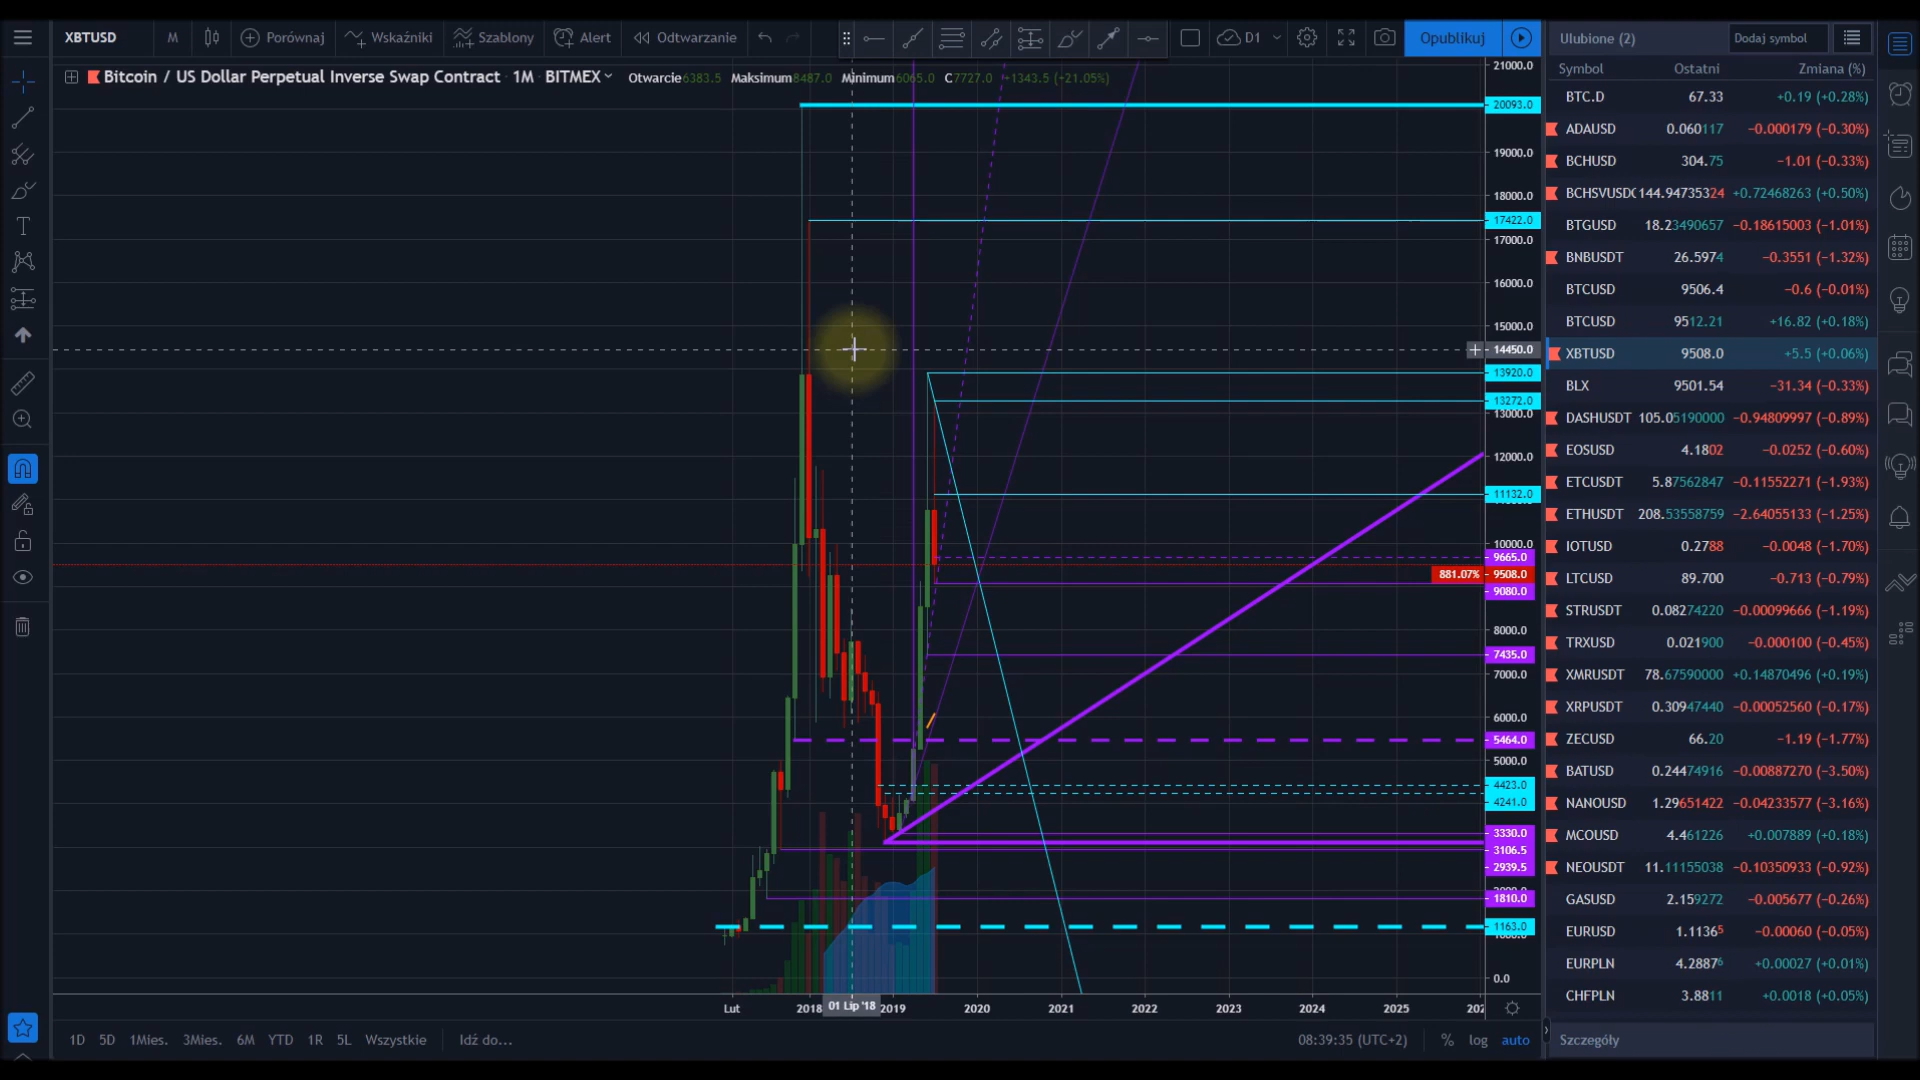 XBTUSD M Porównaj Wskaźniki Szablony Alert Odtwarzanie D1 Opublikuj
Bitcoin / US Dollar Perpetual Inverse Swap Contract · 1M · BITMEX Otwarcie6383.5 Maksimum8487.0 Minimum6065.0 C7727.0 +1343.5 (+21.05%)
21000.0
20093.0
19000.0
18000.0
17422.0
17000.0
16000.0
15000.0
14450.0
13920.0
13272.0
13000.0
12000.0
11132.0
10000.0
9665.0
881.07% 9508.0
9080.0
8000.0
7435.0
7000.0
6000.0
5464.0
5000.0
4423.0
4241.0
3330.0
3106.5
2939.5
1810.0
1163.0
0.0
Lut 2018 01 Lip '18 2019 2020 2021 2022 2023 2024 2025
1D 5D 1Mies. 3Mies. 6M YTD 1R 5L Wszystkie Idź do... 08:39:35 (UTC+2) % log auto
Ulubione (2) Dodaj symbol
Symbol Ostatni Zmiana (%)
BTC.D 67.33 +0.19 (+0.28%)
ADAUSD 0.060117 −0.000179 (−0.30%)
BCHUSD 304.75 −1.01 (−0.33%)
BCHSVUSDC 144.94735324 +0.72468263 (+0.50%)
BTGUSD 18.23490657 −0.18615003 (−1.01%)
BNBUSDT 26.5974 −0.3551 (−1.32%)
BTCUSD 9506.4 −0.6 (−0.01%)
BTCUSD 9512.21 +16.82 (+0.18%)
XBTUSD 9508.0 +5.5 (+0.06%)
BLX 9501.54 −31.34 (−0.33%)
DASHUSDT 105.05190000 −0.94809997 (−0.89%)
EOSUSD 4.1802 −0.0252 (−0.60%)
ETCUSDT 5.87562847 −0.11552271 (−1.93%)
ETHUSDT 208.53558759 −2.64055133 (−1.25%)
IOTUSD 0.2788 −0.0048 (−1.70%)
LTCUSD 89.700 −0.713 (−0.79%)
STRUSDT 0.08274220 −0.00099666 (−1.19%)
TRXUSD 0.021900 −0.000100 (−0.45%)
XMRUSDT 78.67590000 +0.14870496 (+0.19%)
XRPUSDT 0.30947440 −0.00052560 (−0.17%)
ZECUSD 66.20 −1.19 (−1.77%)
BATUSD 0.24474916 −0.00887270 (−3.50%)
NANOUSD 1.29651422 −0.04233577 (−3.16%)
MCOUSD 4.461226 +0.007889 (+0.18%)
NEOUSDT 11.11155038 −0.10350933 (−0.92%)
GASUSD 2.159272 −0.005677 (−0.26%)
EURUSD 1.11365 −0.00060 (−0.05%)
EURPLN 4.28876 +0.00027 (+0.01%)
CHFPLN 3.8811 +0.0018 (+0.05%)
Szczegóły